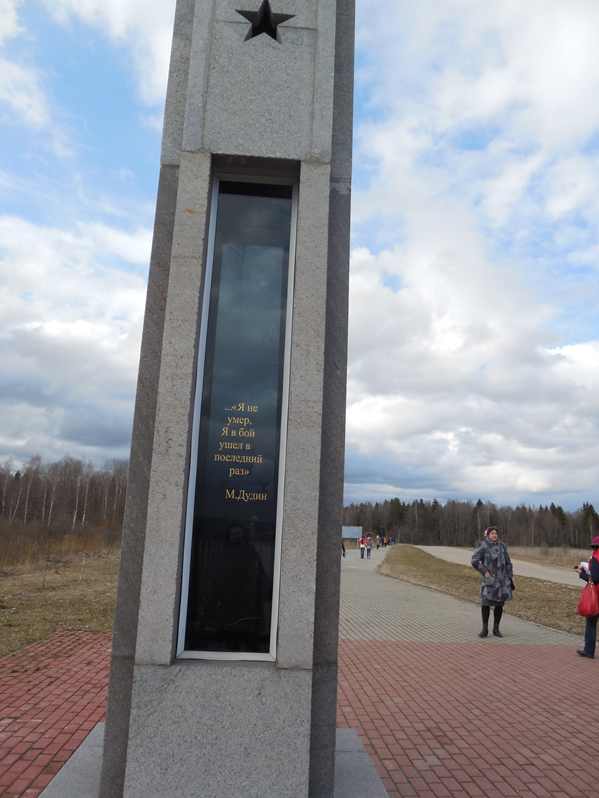 ...«Я не
умер,
Я в бой
ушел в
последний
раз»
М.Дудин